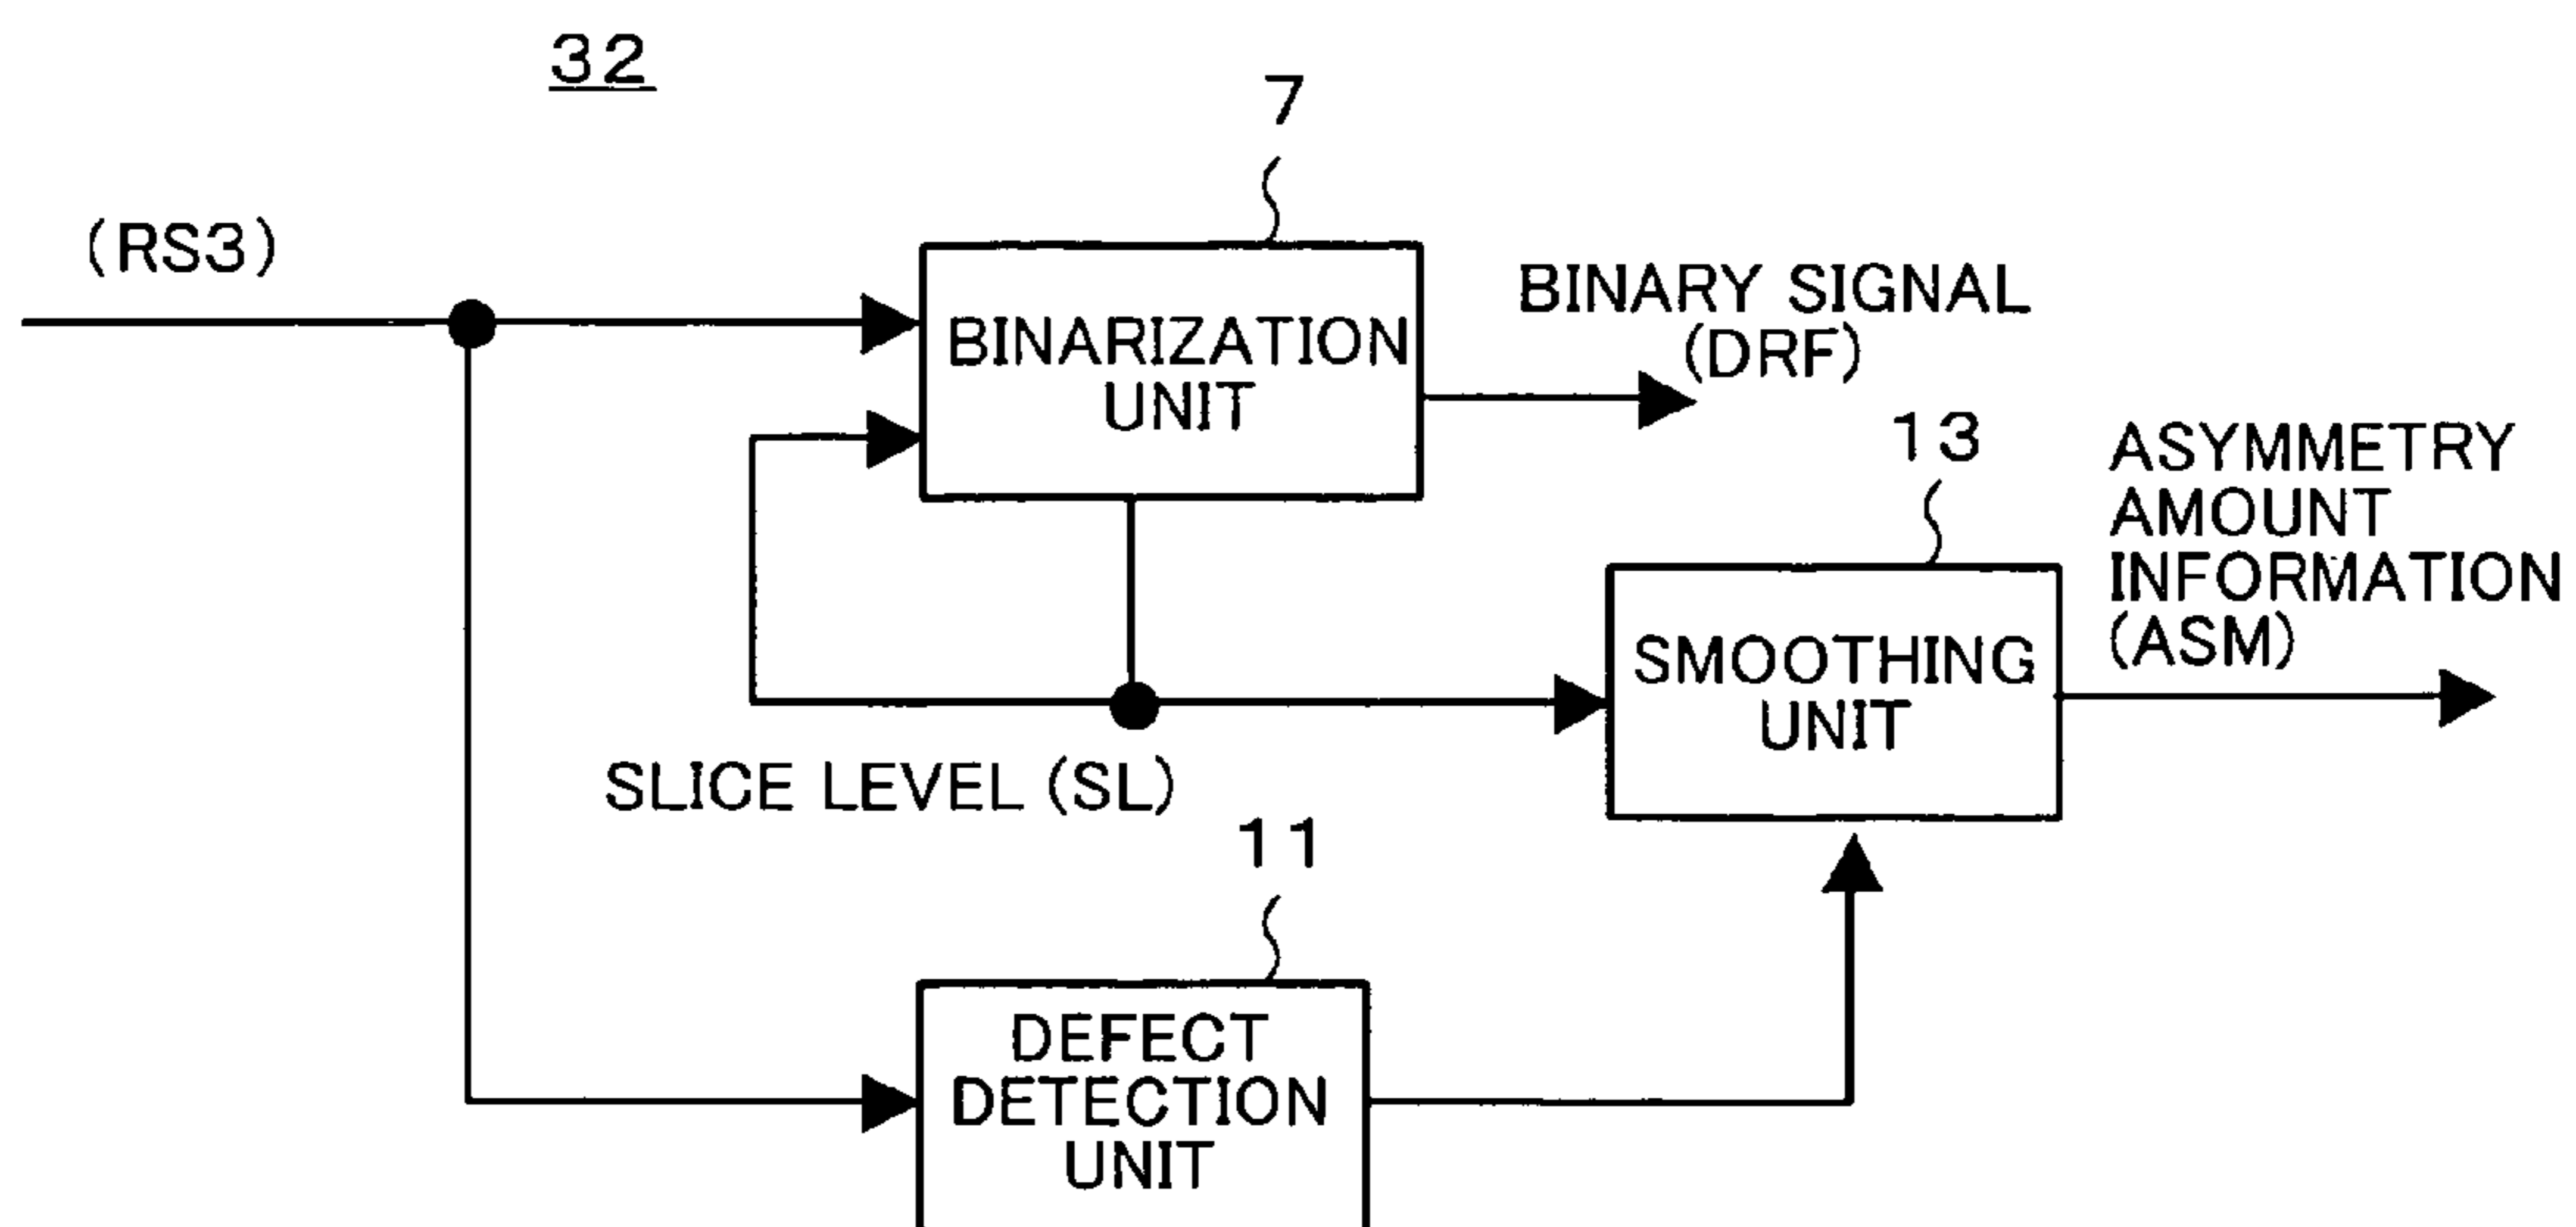 32
7
(RS3)
BINARIZATION
UNIT
BINARY SIGNAL
(DRF)
13
ASYMMETRY
AMOUNT
INFORMATION
(ASM)
SMOOTHING
UNIT
SLICE LEVEL (SL)
11
DEFECT
DETECTION
UNIT